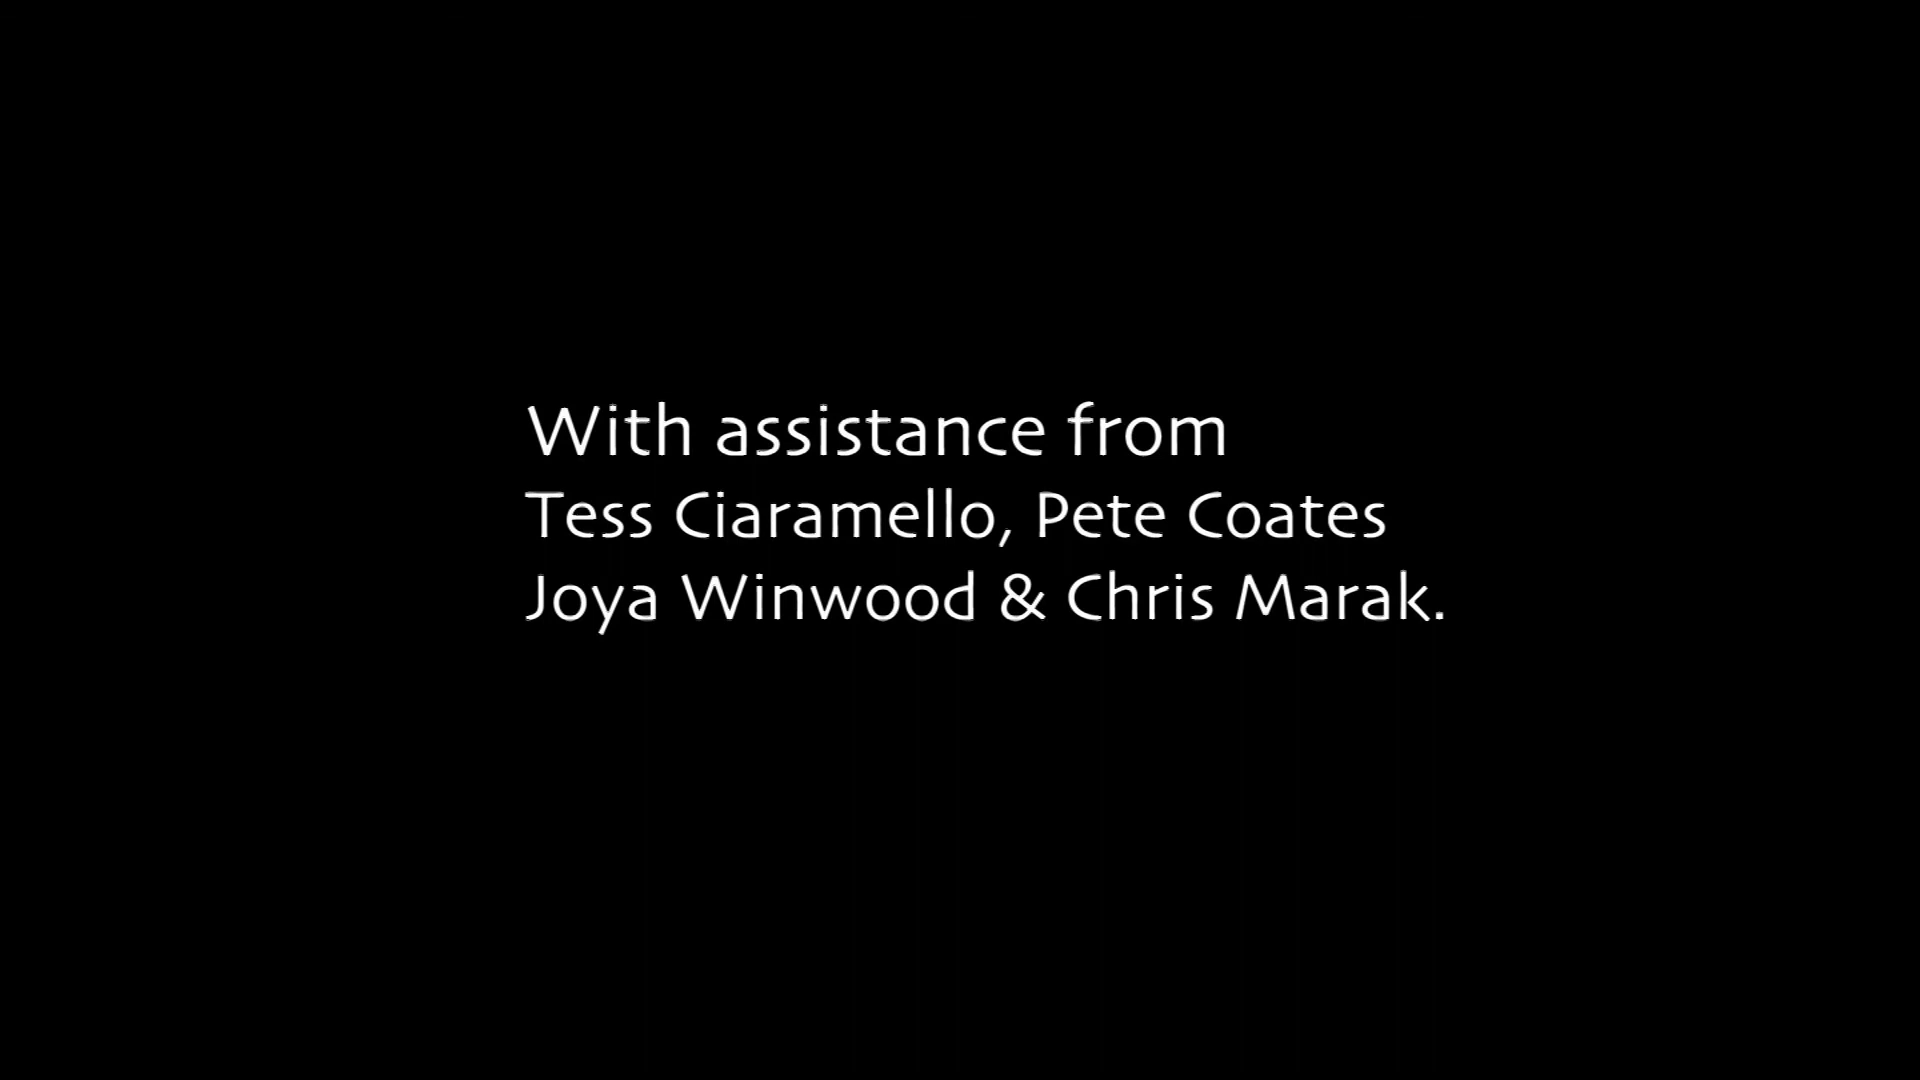 With assistance from
Tess Ciaramello, Pete Coates
Joya Winwood & Chris Marak.